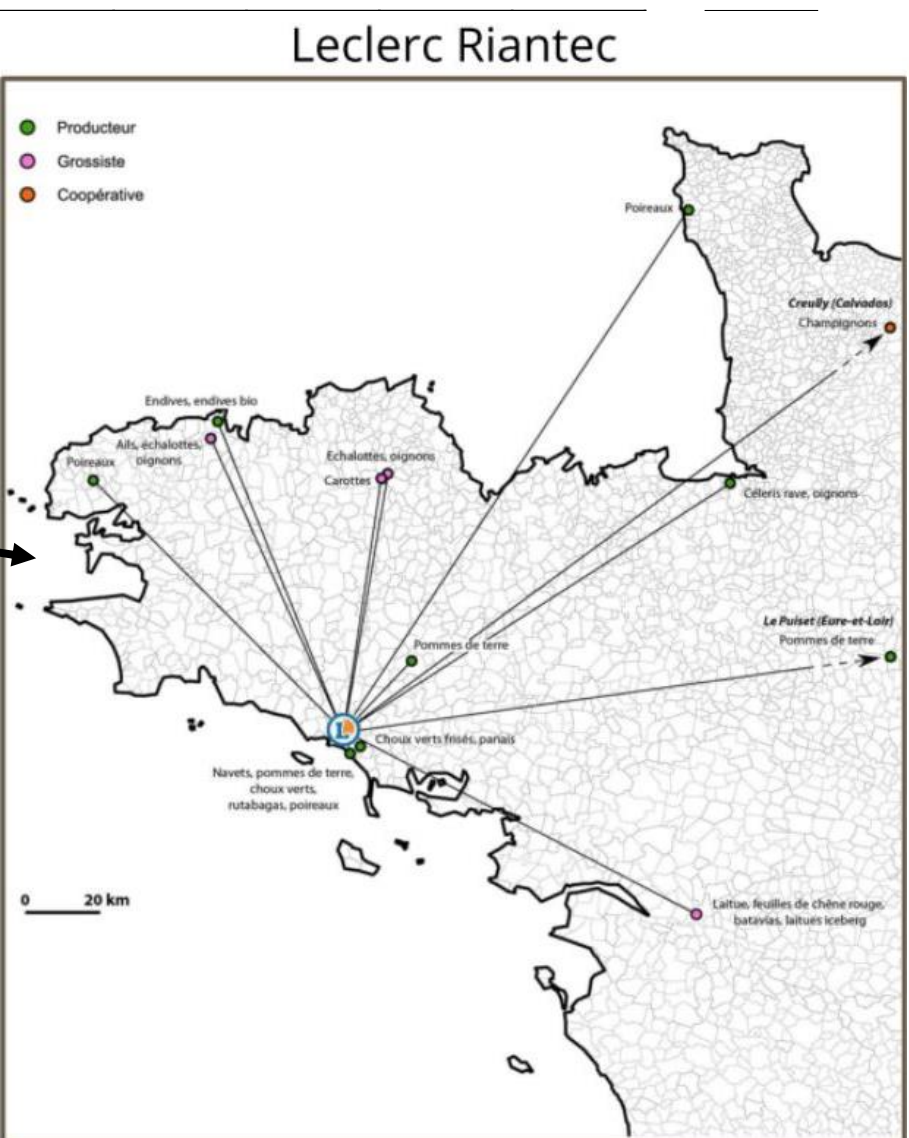 Leclerc Riantec
Producteur
Grossiste
Coopérative
Poireaux
Creully (Calvados)
Champignons
Endives, endives bio
Ails, échalottes,
oignons
Poireaux
Echalottes, oignons
Carottes
Céleris rave, oignons
Le Puiset (Eure-et-Loir)
Pommes de terre
Pommes de terre
L
Choux verts frisés, panais
Navets, pommes de terre,
choux verts,
rutabagas, poireaux
0 20 km
Laitue, feuilles de chêne rouge,
batavias, laitues iceberg